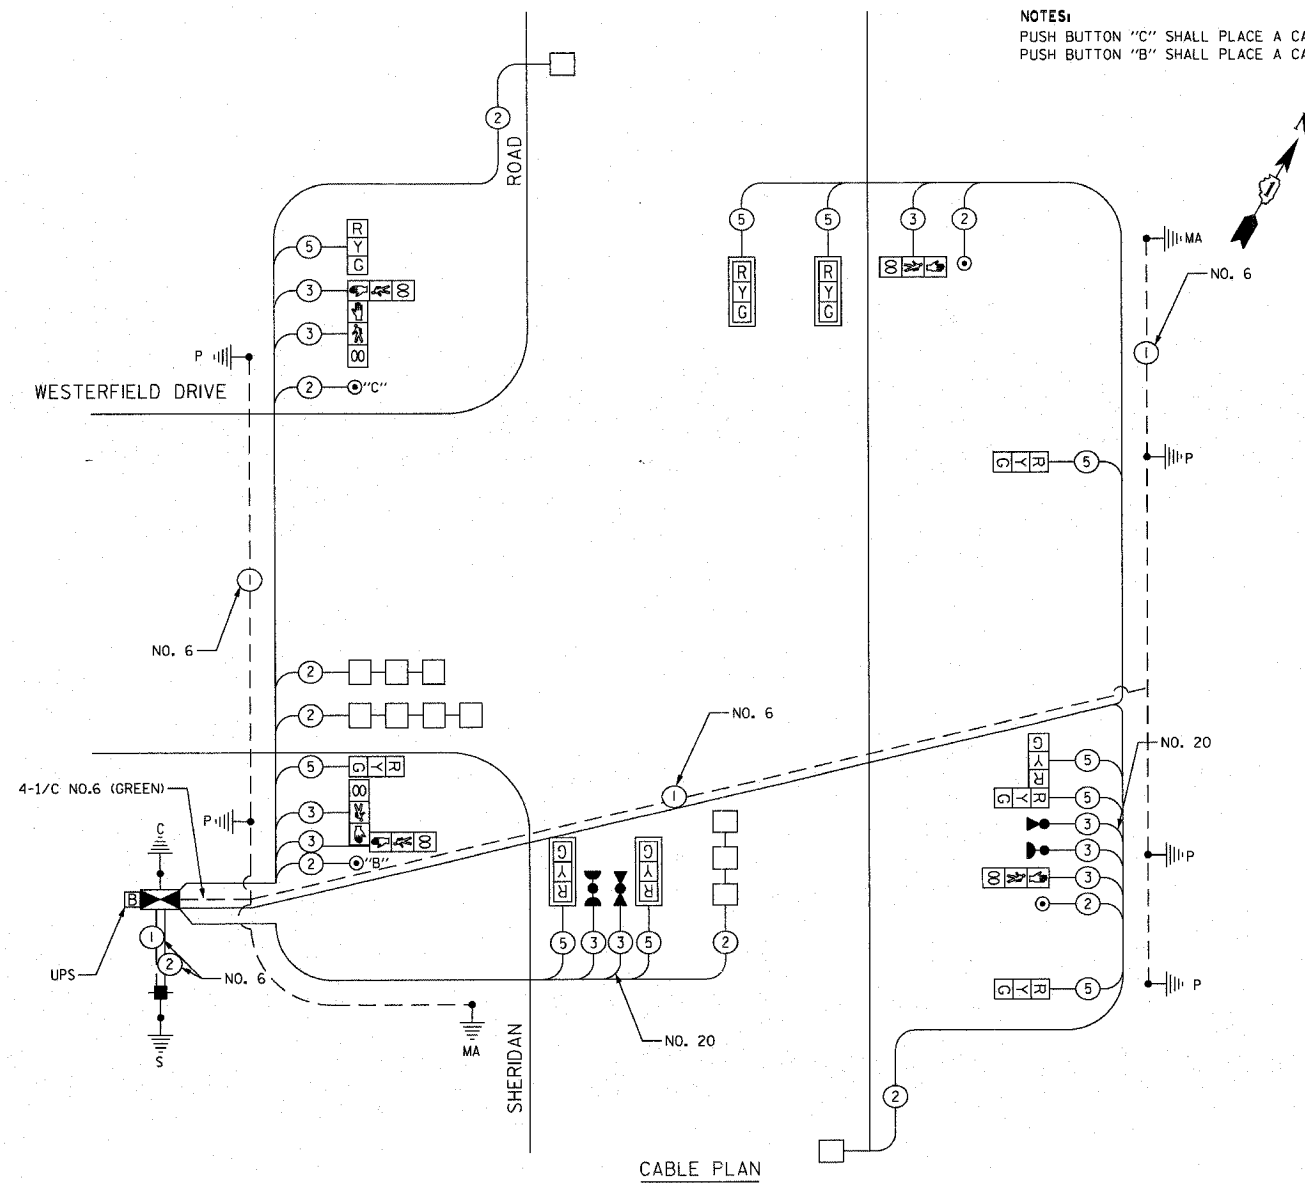 NOTES:
PUSH BUTTON "C" SHALL PLACE A CA
PUSH BUTTON "B" SHALL PLACE A CA
N
1
2
ROAD
5
R
Y
G
3
3
2
"C"
P
WESTERFIELD DRIVE
5
R
Y
G
5
R
Y
G
3
2
MA
NO. 6
1
G Y R
5
P
1
NO. 6
2
2
NO. 6
1
5
G Y R
3
3
2
"B"
4-1/C NO.6 (GREEN)
P
C
B
UPS
1
2
NO. 6
S
MA
SHERIDAN
G
Y
R
5
3
3
G
Y
R
5
2
NO. 20
G
Y
R
5
G Y R
5
3
3
3
2
NO. 20
P
G Y R
5
P
2
CABLE PLAN